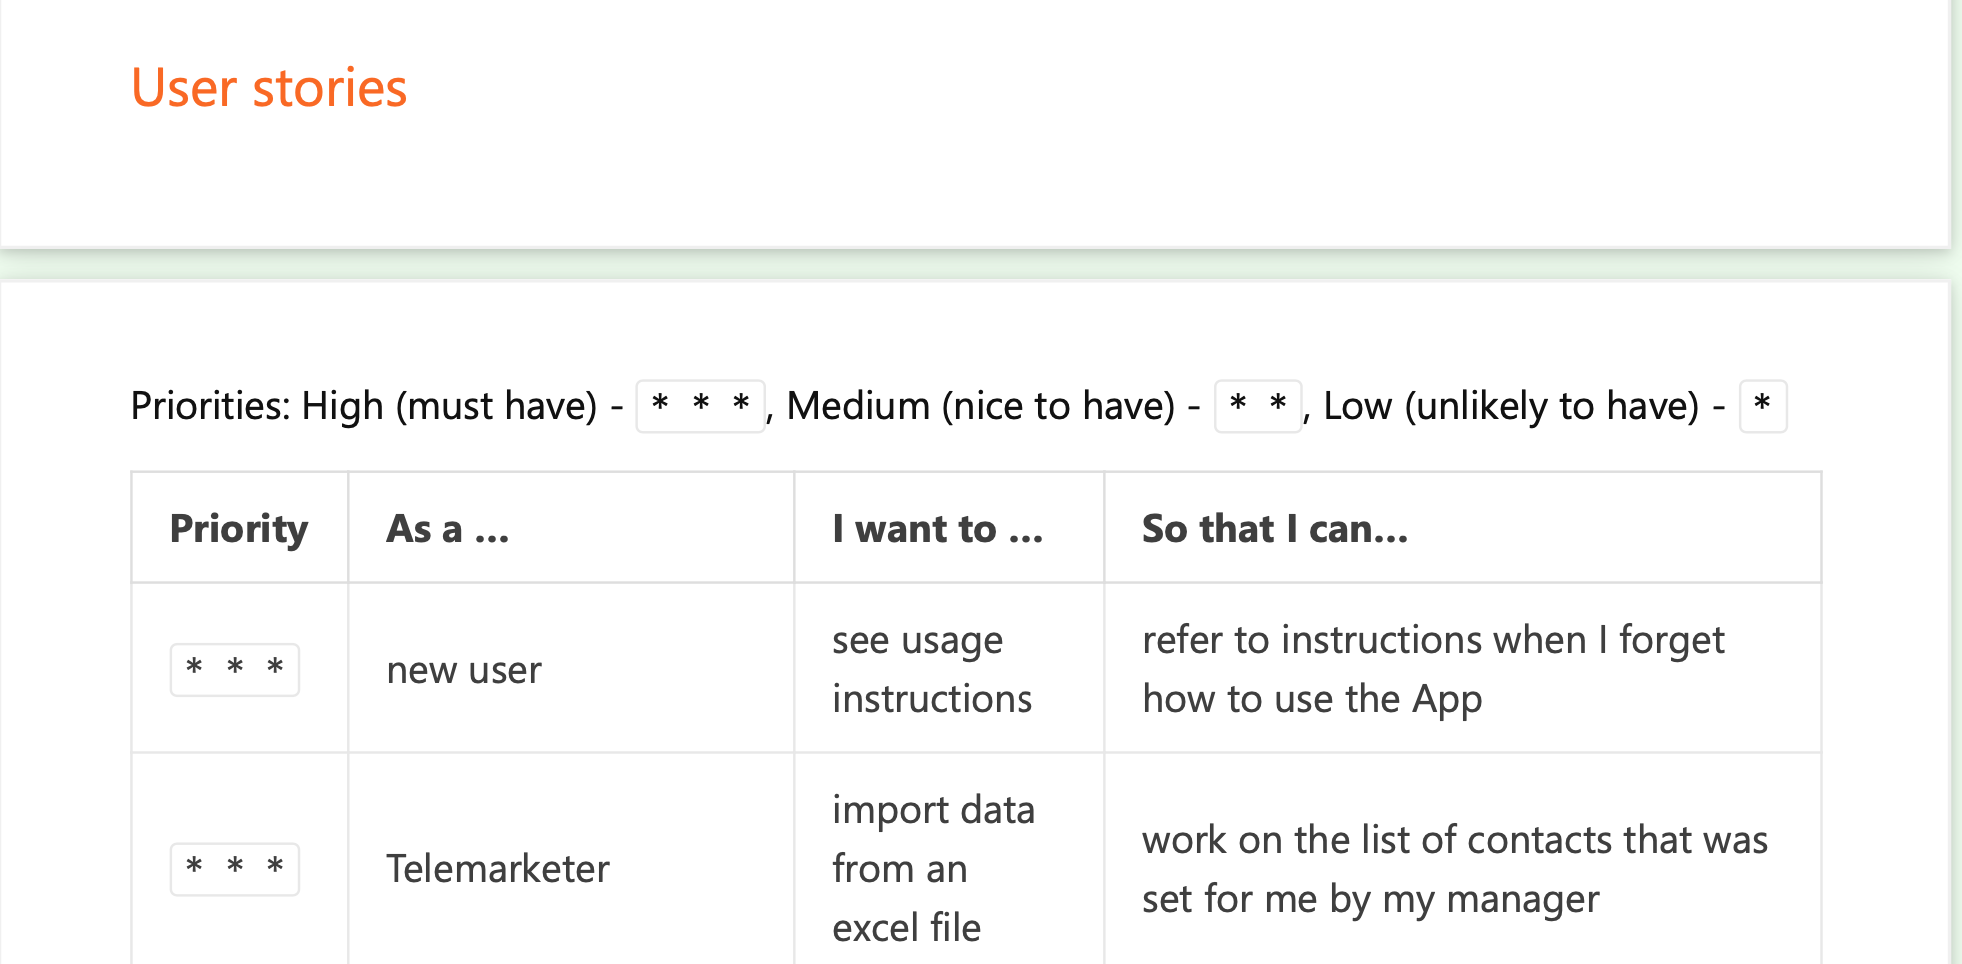 User stories
Priorities: High (must have) - * * *, Medium (nice to have) - * *, Low (unlikely to have) - *
Priority As a ... I want to ... So that I can...
* * * new user see usage instructions refer to instructions when I forget how to use the App
* * * Telemarketer import data from an excel file work on the list of contacts that was set for me by my manager